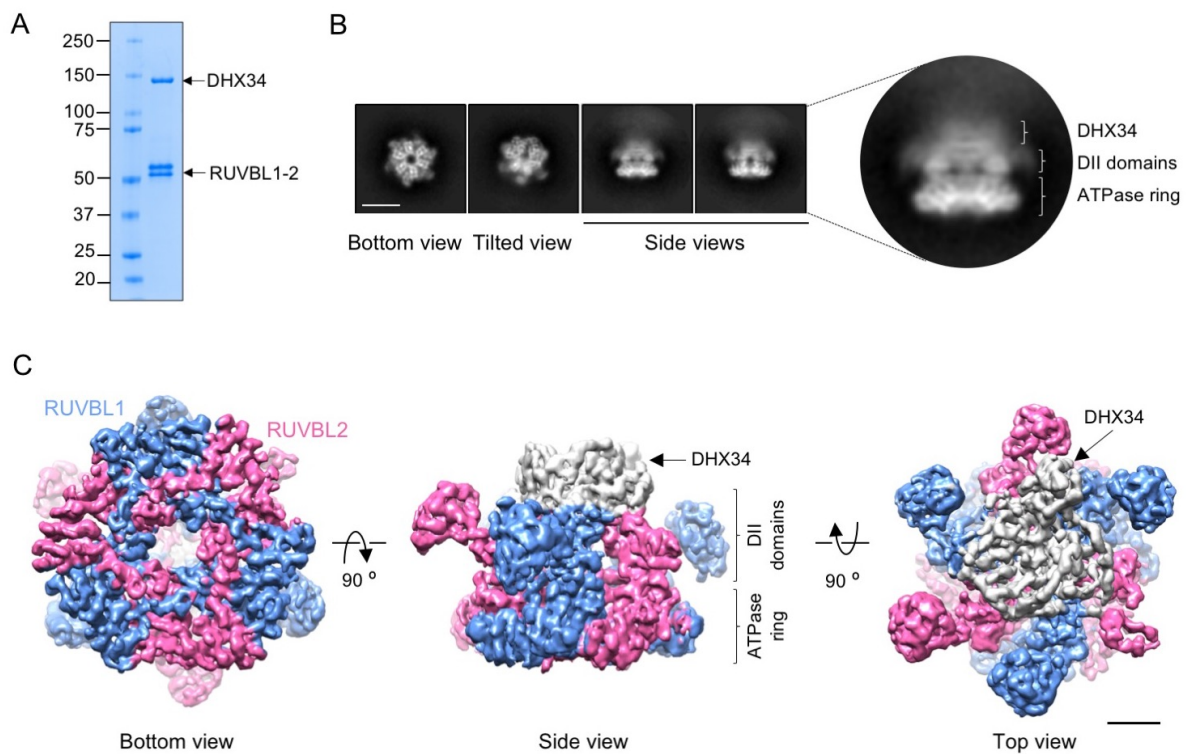 A
250
150
100
75
50
37
25
20
DHX34
RUVBL1-2
B
Bottom view
Tilted view
Side views
DHX34
DII domains
ATPase ring
C
RUVBL1
RUVBL2
90 º
DHX34
DII
domains
ATPase
ring
90 º
DHX34
Bottom view
Side view
Top view